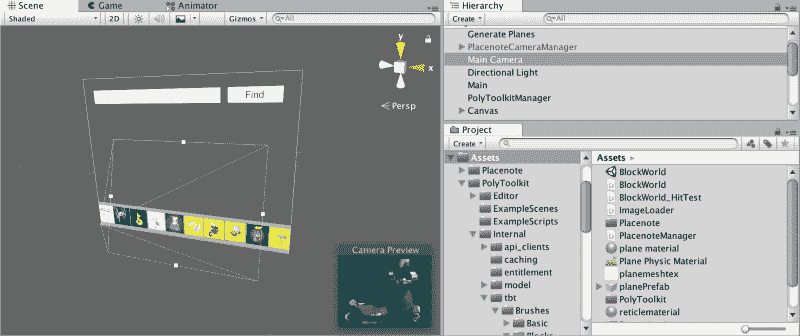 Scene Game Animator
Shaded 2D Gizmos All
y
x
Persp
Find
Camera Preview
Hierarchy
Create All
Generate Planes
PlacenoteCameraManager
Main Camera
Directional Light
Main
PolyToolkitManager
Canvas
Project
Create
Assets
Placenote
PolyToolkit
Editor
ExampleScenes
ExampleScripts
Internal
api_clients
caching
entitlement
model
tbt
Brushes
Basic
Blocks
Assets
BlockWorld
BlockWorld
BlockWorld_HitTest
ImageLoader
Placenote
PlacenoteManager
plane material
Plane Physic Material
planemeshtex
planePrefab
PolyToolkit
reticlematerial